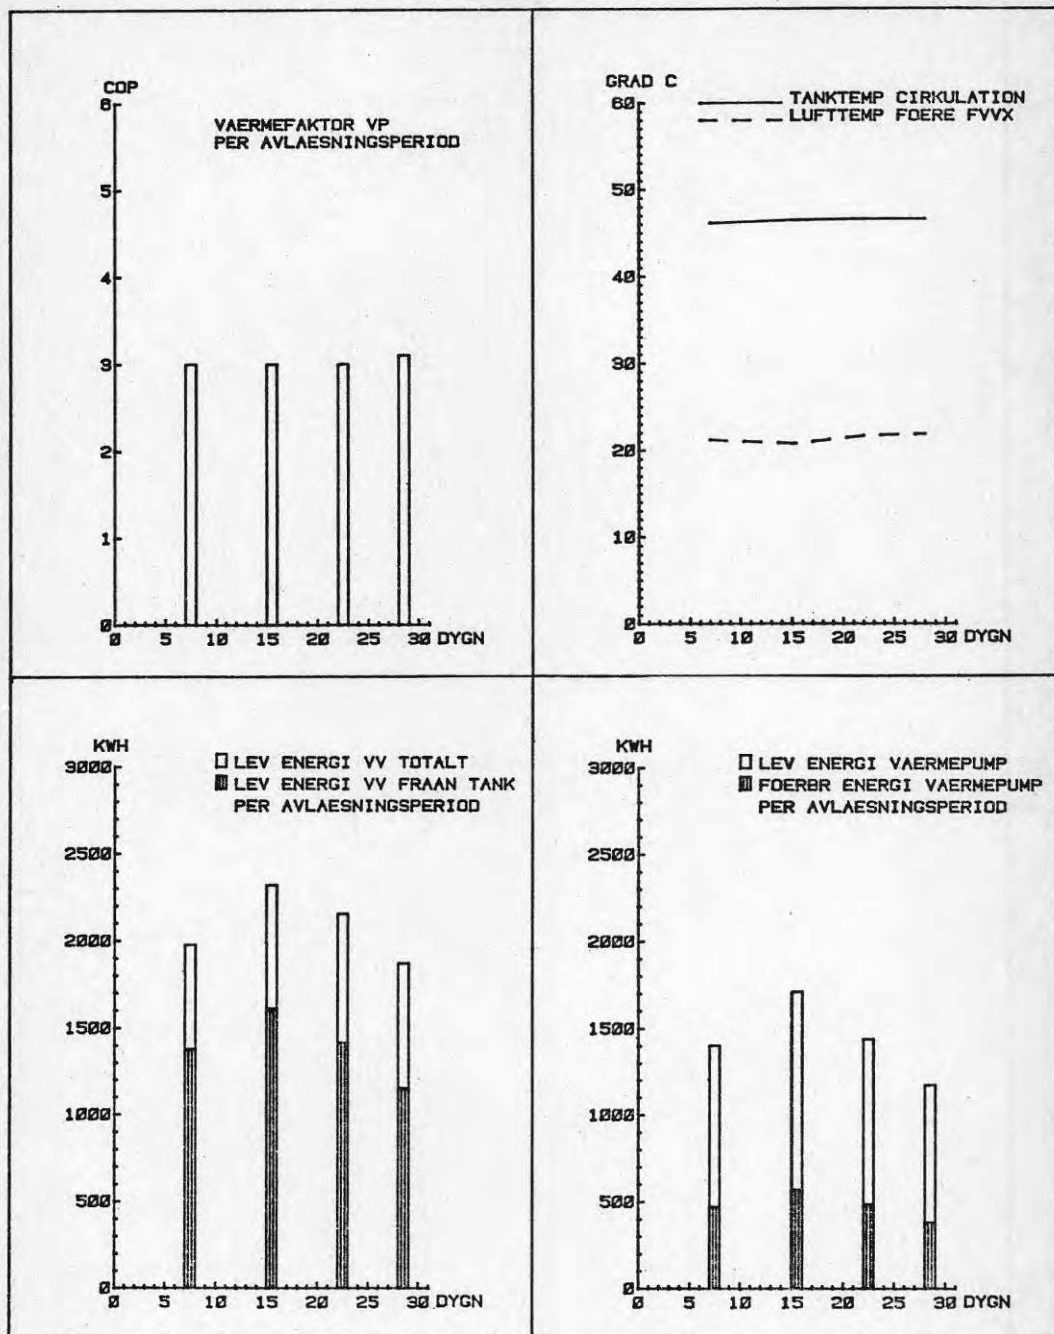 COP
VAERMEFAKTOR VP
PER AVLAESNINGSPERIOD
6
5
4
3
2
1
0
0 5 10 15 20 25 30 DYGN
GRAD C
TANKTEMP CIRKULATION
LUFTTEMP FOERE FVVX
60
50
40
30
20
10
0
0 5 10 15 20 25 30 DYGN
KWH
LEV ENERGI VV TOTALT
LEV ENERGI VV FRAAN TANK
PER AVLAESNINGSPERIOD
3000
2500
2000
1500
1000
500
0
0 5 10 15 20 25 30 DYGN
KWH
LEV ENERGI VAERMEPUMP
FOERBR ENERGI VAERMEPUMP
PER AVLAESNINGSPERIOD
3000
2500
2000
1500
1000
500
0
0 5 10 15 20 25 30 DYGN